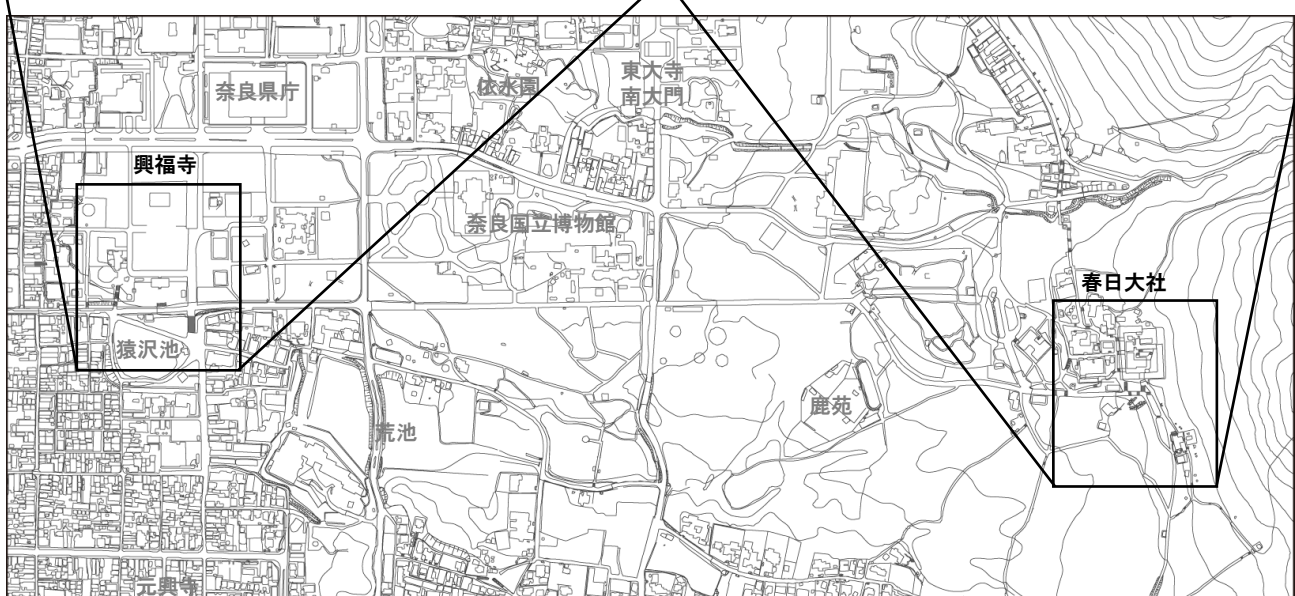 奈良県庁
依水園
東大寺
南大門
興福寺
奈良国立博物館
春日大社
猿沢池
鹿苑
荒池
元興寺